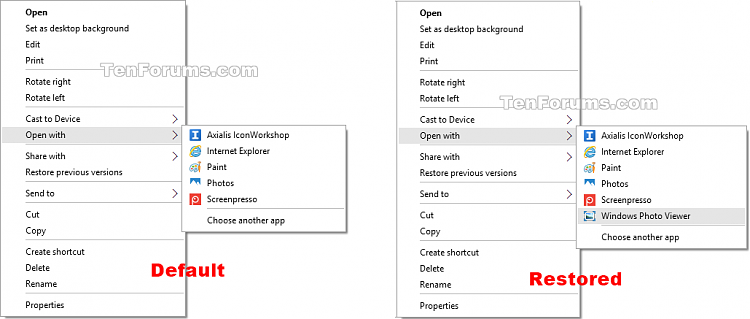 Open
Set as desktop background
Edit
Print
TenForums.com
Rotate right
Rotate left
Cast to Device
Open with
Share with
Restore previous versions
Send to
Cut
Copy
Create shortcut
Delete
Rename
Properties
Axialis IconWorkshop
Internet Explorer
Paint
Photos
Screenpresso
Choose another app
Default
Open
Set as desktop background
Edit
Print
Rotate right
Rotate left
TenForums.com
Cast to Device
Open with
Share with
Restore previous versions
Send to
Cut
Copy
Create shortcut
Delete
Rename
Properties
Axialis IconWorkshop
Internet Explorer
Paint
Photos
Screenpresso
Windows Photo Viewer
Choose another app
Restored